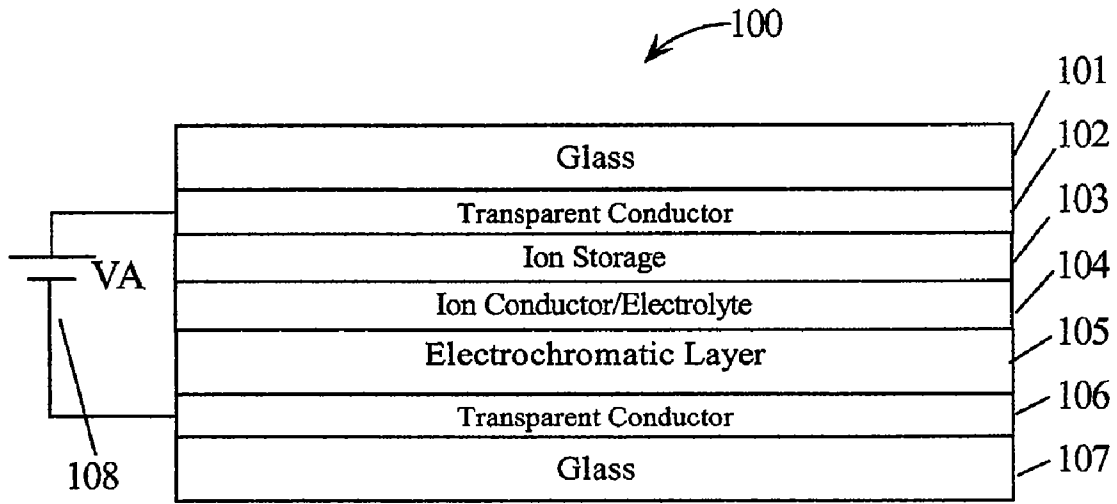 100
101
Glass
102
Transparent Conductor
103
Ion Storage
104
VA
Ion Conductor/Electrolyte
105
Electrochromatic Layer
106
Transparent Conductor
107
Glass
108